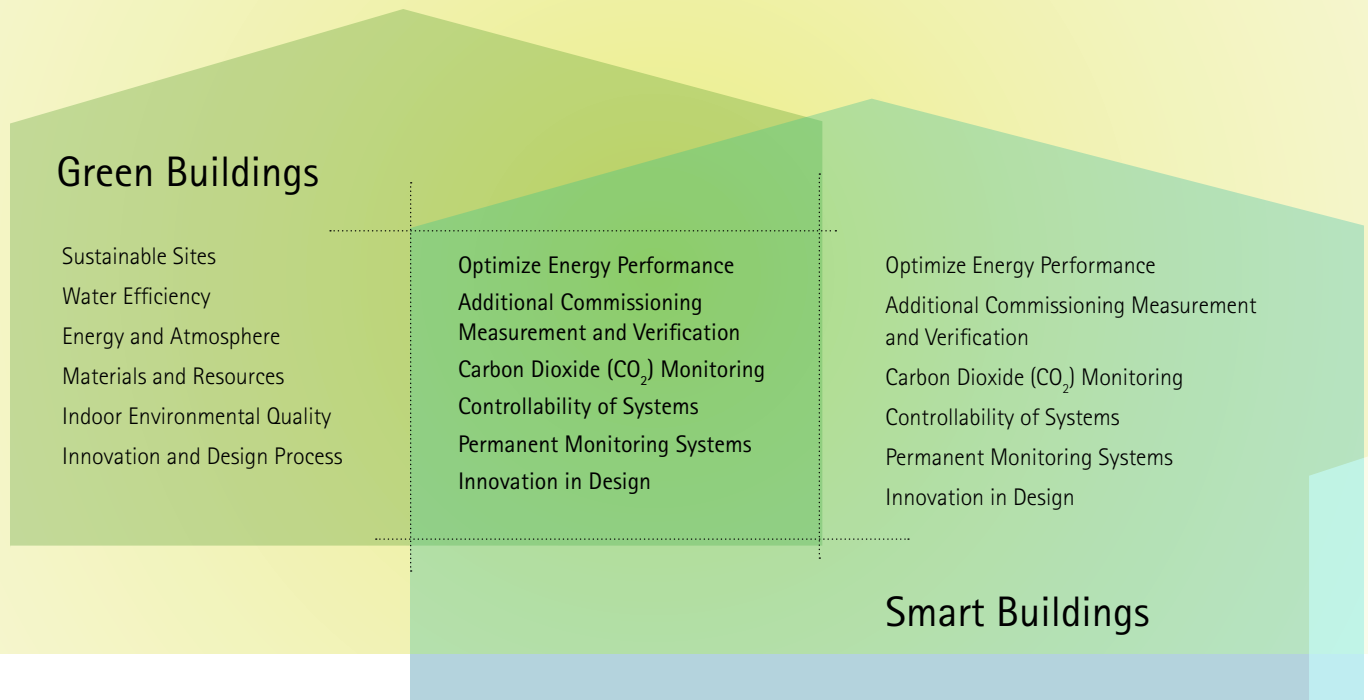 Green Buildings
Sustainable Sites
Water Efficiency
Energy and Atmosphere
Materials and Resources
Indoor Environmental Quality
Innovation and Design Process
Optimize Energy Performance
Additional Commissioning
Measurement and Verification
Carbon Dioxide (CO₂) Monitoring
Controllability of Systems
Permanent Monitoring Systems
Innovation in Design
Optimize Energy Performance
Additional Commissioning Measurement
and Verification
Carbon Dioxide (CO₂) Monitoring
Controllability of Systems
Permanent Monitoring Systems
Innovation in Design
Smart Buildings